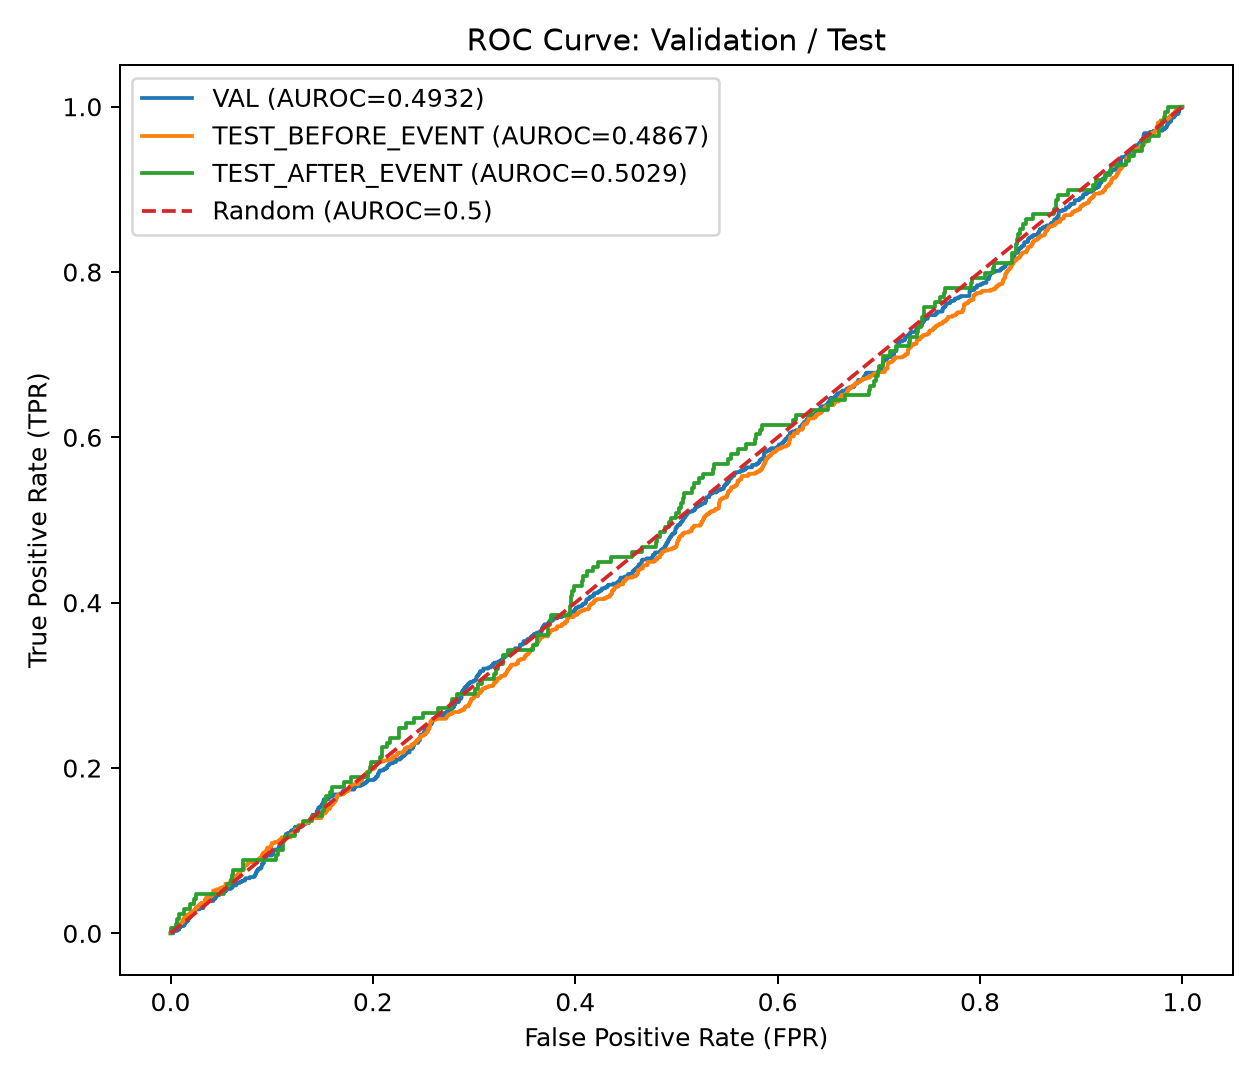 ROC Curve: Validation / Test
VAL (AUROC=0.4932)
TEST_BEFORE_EVENT (AUROC=0.4867)
TEST_AFTER_EVENT (AUROC=0.5029)
Random (AUROC=0.5)
True Positive Rate (TPR)
1.0
0.8
0.6
0.4
0.2
0.0
0.0 0.2 0.4 0.6 0.8 1.0
False Positive Rate (FPR)